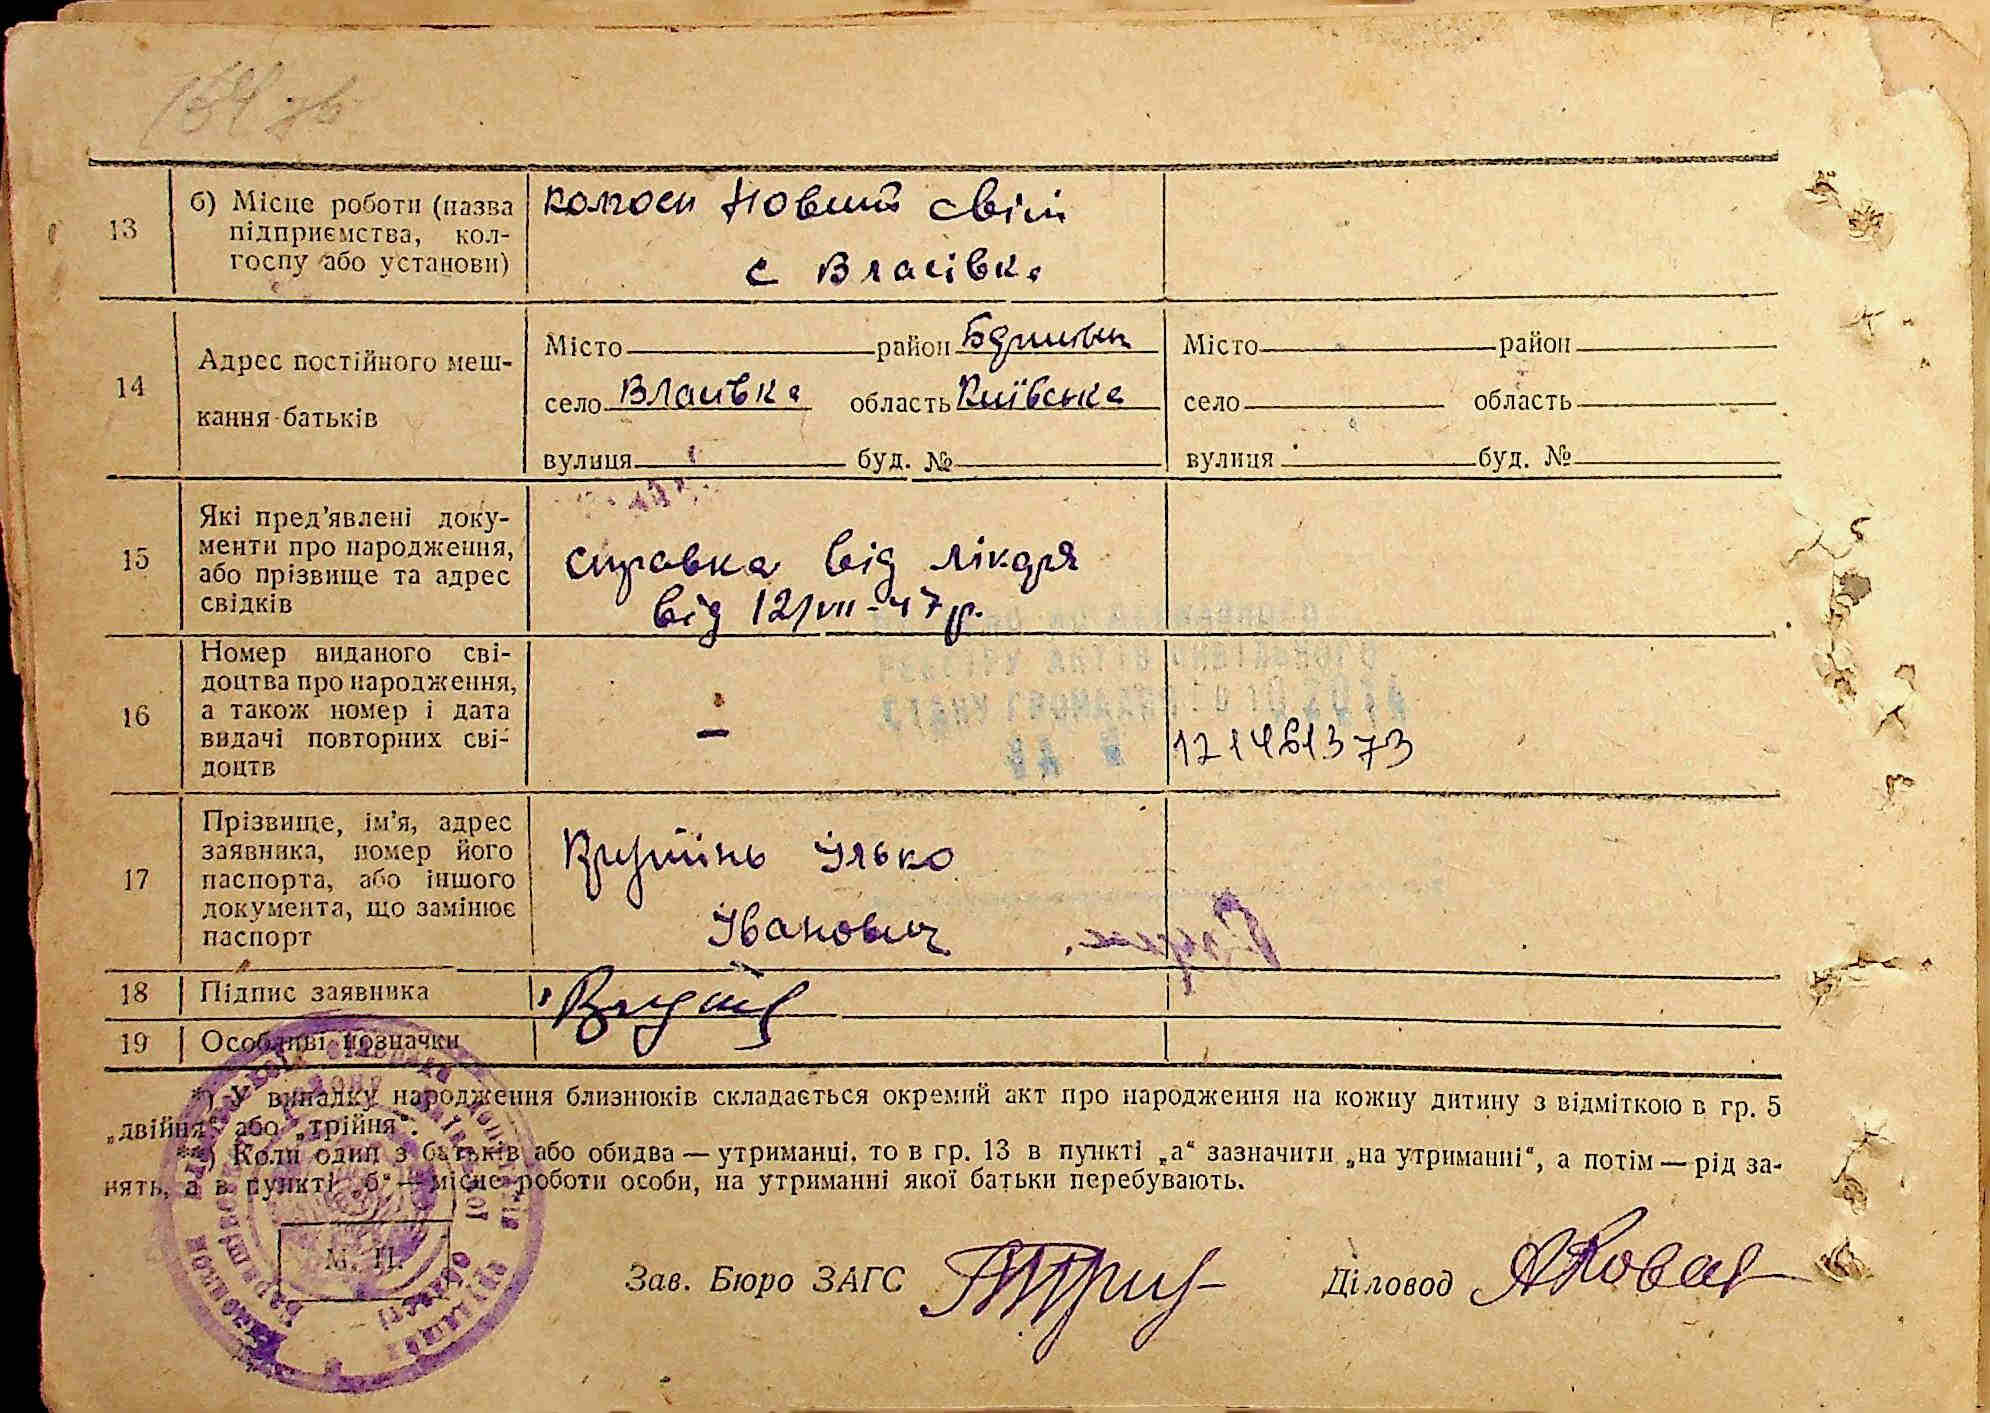 13
б) Місце роботи (назва
підприємства, кол-
госпу або установи)
колгосп Новий світ
с Власівка
14
Адрес постійного меш-
кання батьків
Місто район
село Власівка область Київська
вулиця буд. №
Місто район
село область
вулиця буд. №
15
Які пред'явлені доку-
менти про народження,
або прізвище та адрес
свідків
справка від лікаря
від 12/VII-47р.
16
Номер виданого сві-
доцтва про народження,
а також номер і дата
видачі повторних сві-
доцтв
–
РЕЄСТРУ АКТІВ ЦИВІЛЬНОГО
17
Прізвище, ім'я, адрес
заявника, номер його
паспорта, або іншого
документа, що замінює
паспорт
Ілько
Іванович
18
Підпис заявника
19
Особливі позначки
*) У випадку народження близнюків складається окремий акт про народження на кожну дитину з відміткою в гр. 5
„двійня“ або „трійня“.
**) Коли один з батьків або обидва — утриманці, то в гр. 13 в пункті „а“ зазначити „на утриманні“, а потім — рід за-
нять, а в пункті „б“ — місце роботи особи, на утриманні якої батьки перебувають.
М. П.
Зав. Бюро ЗАГС
Діловод